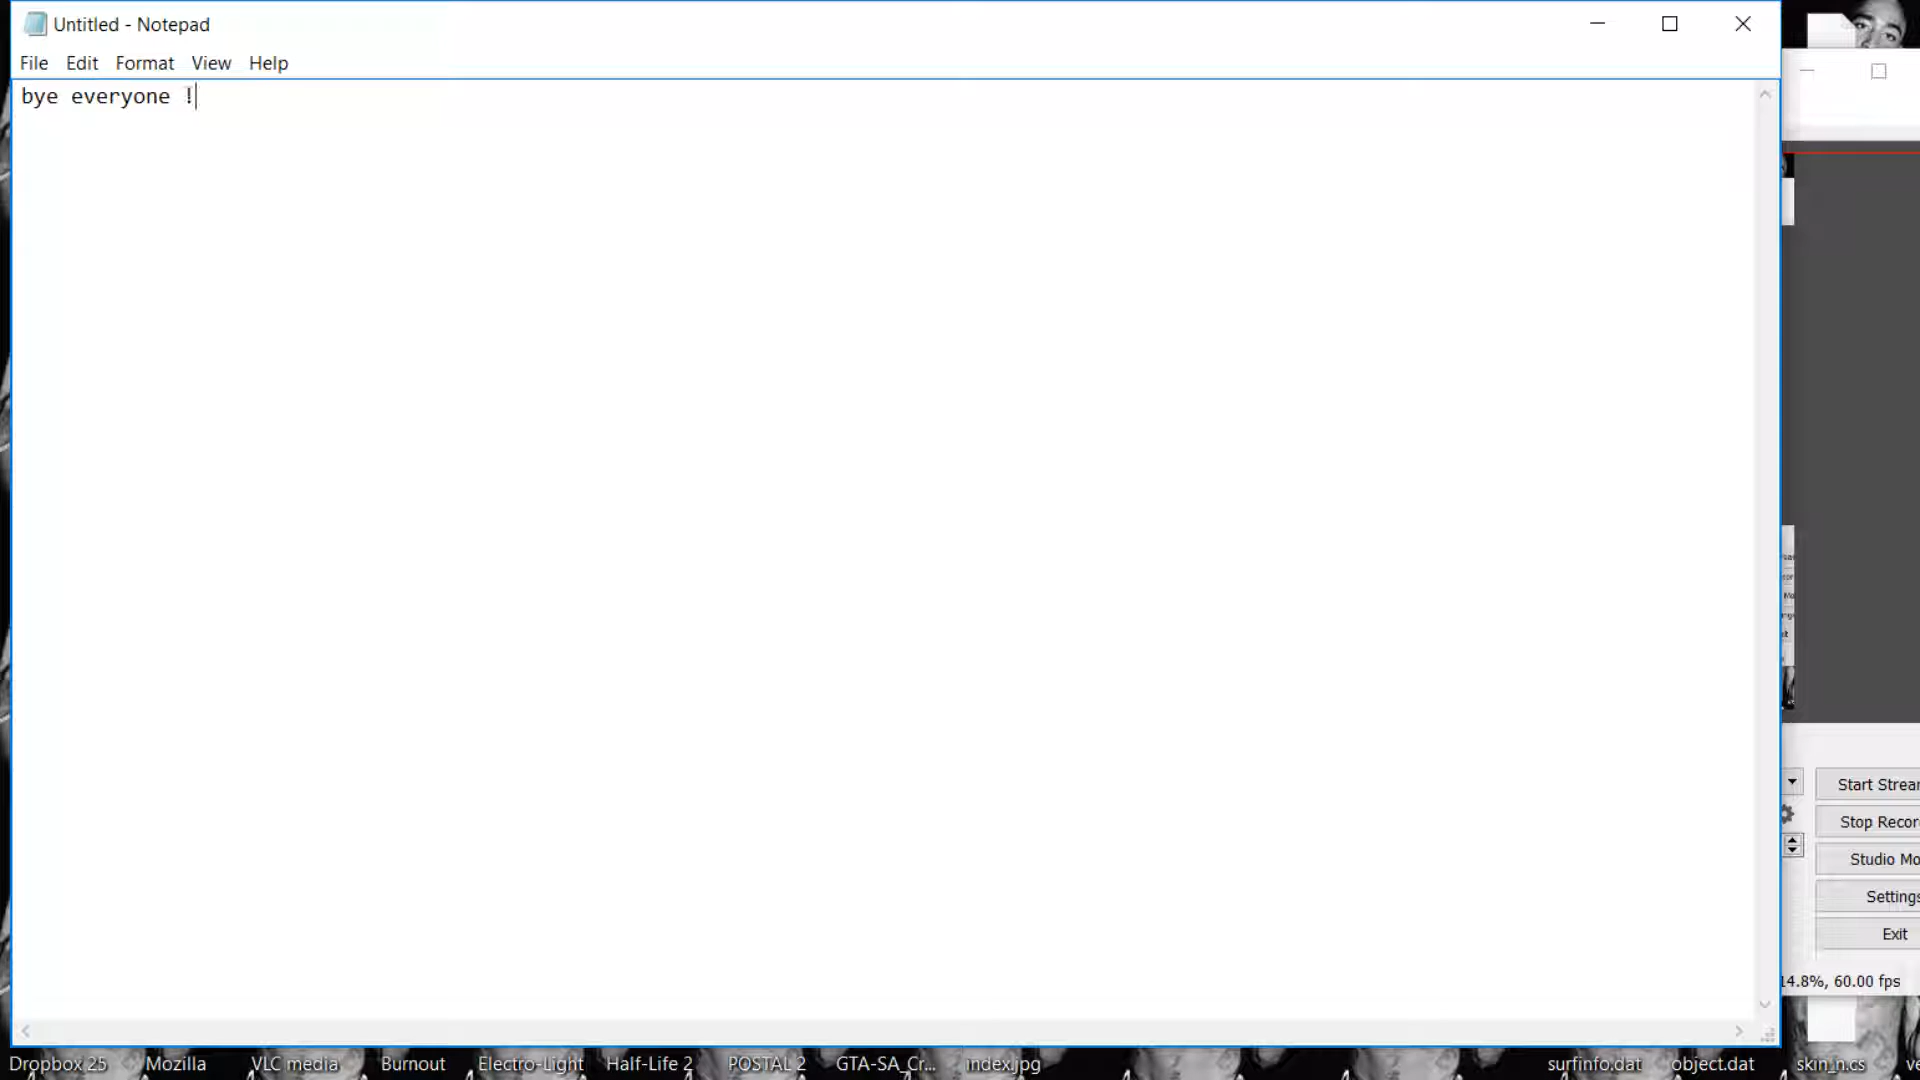 Untitled - Notepad
File Edit Format View Help
bye everyone !
Start Strea
Stop Recor
Studio Mo
Settings
Exit
14.8%, 60.00 fps
Dropbox 25 Mozilla VLC media Burnout Electro-Light Half-Life 2 POSTAL 2 GTA-SA_Cr... index.jpg surfinfo.dat object.dat skin_n.cs ve